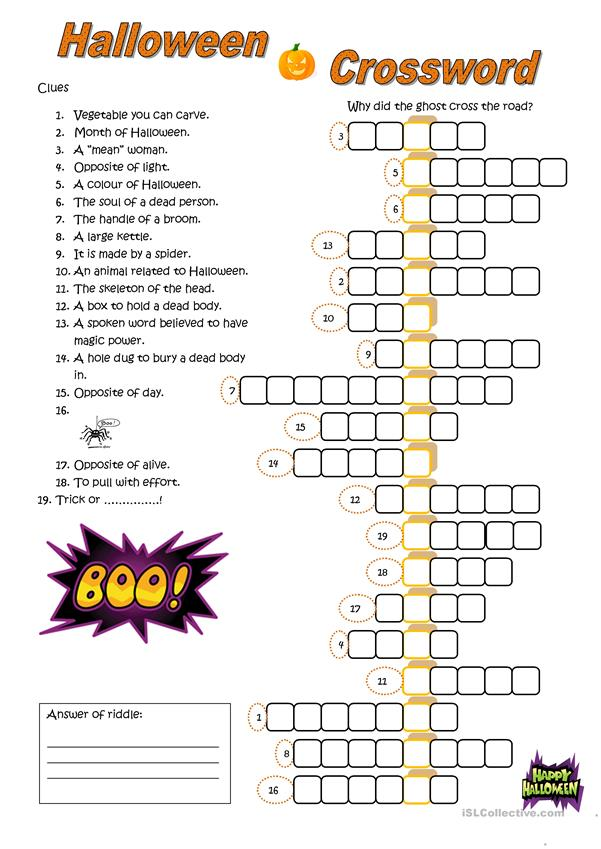 Halloween Crossword
Clues
Why did the ghost cross the road?
1. Vegetable you can carve.
2. Month of Halloween.
3. A "mean" woman.
4. Opposite of light.
5. A colour of Halloween.
6. The soul of a dead person.
7. The handle of a broom.
8. A large kettle.
9. It is made by a spider.
10. An animal related to Halloween.
11. The skeleton of the head.
12. A box to hold a dead body.
13. A spoken word believed to have
magic power.
14. A hole dug to bury a dead body
in.
15. Opposite of day.
16.
Boo!
17. Opposite of alive.
18. To pull with effort.
19. Trick or ..............!
BOO!
3
5
6
13
2
10
9
7
15
14
12
19
18
17
4
11
1
8
16
Answer of riddle:
HAPPY
HALLOWEEN
iSLCollective.com